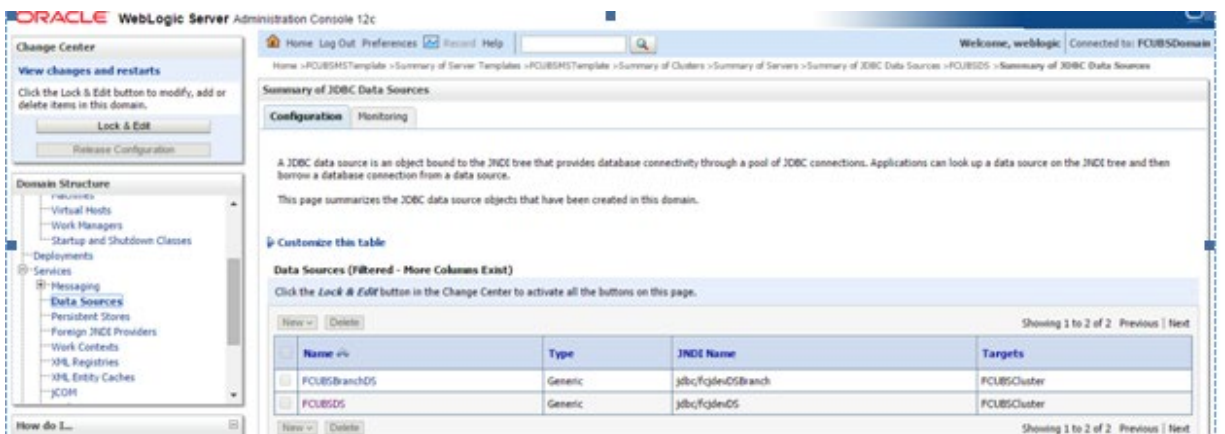 ORACLE WebLogic Server Administration Console 12c
Change Center
View changes and restarts
Click the Lock & Edit button to modify, add or
delete items in this domain.
Lock & Edit
Release Configuration
Domain Structure
Machines
Virtual Hosts
Work Managers
Startup and Shutdown Classes
Deployments
Services
Messaging
Data Sources
Persistent Stores
Foreign JNDI Providers
Work Contexts
XML Registries
XML Entity Caches
jCOM
How do I...
Home Log Out Preferences Record Help
Welcome, weblogic Connected to: FCUBSDomain
Home >FCUBSMSTemplate >Summary of Server Templates >FCUBSMSTemplate >Summary of Clusters >Summary of Servers >Summary of JDBC Data Sources >FCUBSDS >Summary of JDBC Data Sources
Summary of JDBC Data Sources
Configuration Monitoring
A JDBC data source is an object bound to the JNDI tree that provides database connectivity through a pool of JDBC connections. Applications can look up a data source on the JNDI tree and then
borrow a database connection from a data source.
This page summarizes the JDBC data source objects that have been created in this domain.
Customize this table
Data Sources (Filtered - More Columns Exist)
Click the Lock & Edit button in the Change Center to activate all the buttons on this page.
New Delete Showing 1 to 2 of 2 Previous | Next
Name Type JNDI Name Targets
FCUBSBranchDS Generic jdbc/fcjdevDSBranch FCUBSCluster
FCUBSDS Generic jdbc/fcjdevDS FCUBSCluster
New Delete Showing 1 to 2 of 2 Previous | Next